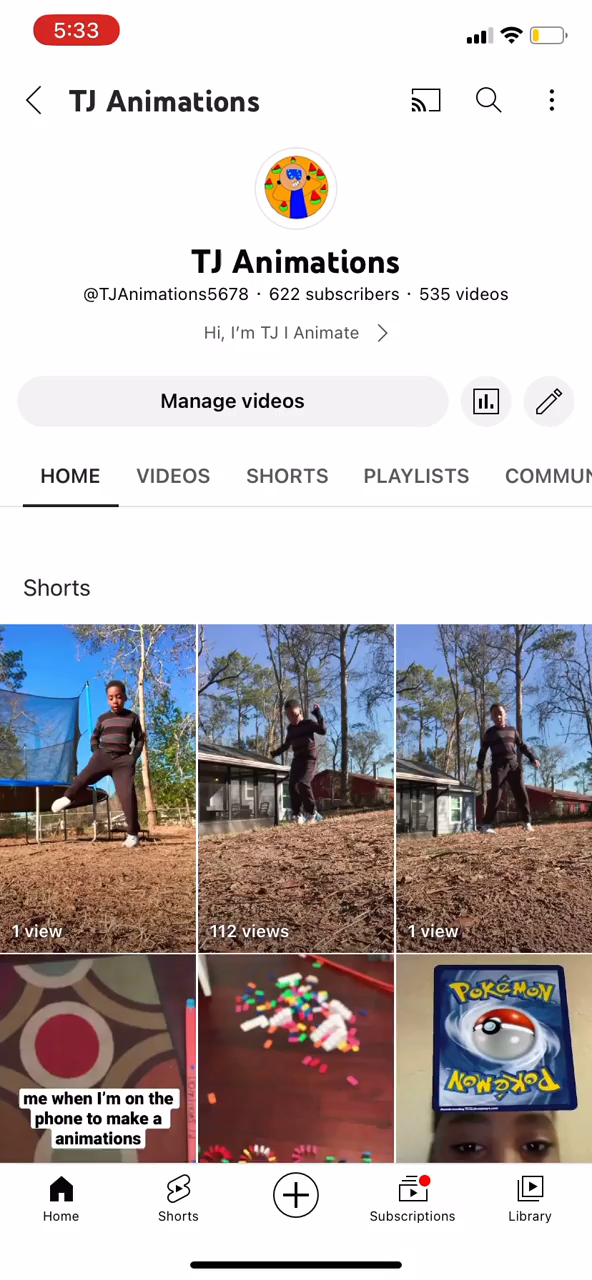 5:33
TJ Animations
TJ Animations
@TJAnimations5678 · 622 subscribers · 535 videos
Hi, I'm TJ I Animate
Manage videos
HOME VIDEOS SHORTS PLAYLISTS COMMUN
Shorts
1 view 112 views 1 view
me when I'm on the
phone to make a
animations
POKéMON
POKéMON
Home Shorts Subscriptions Library